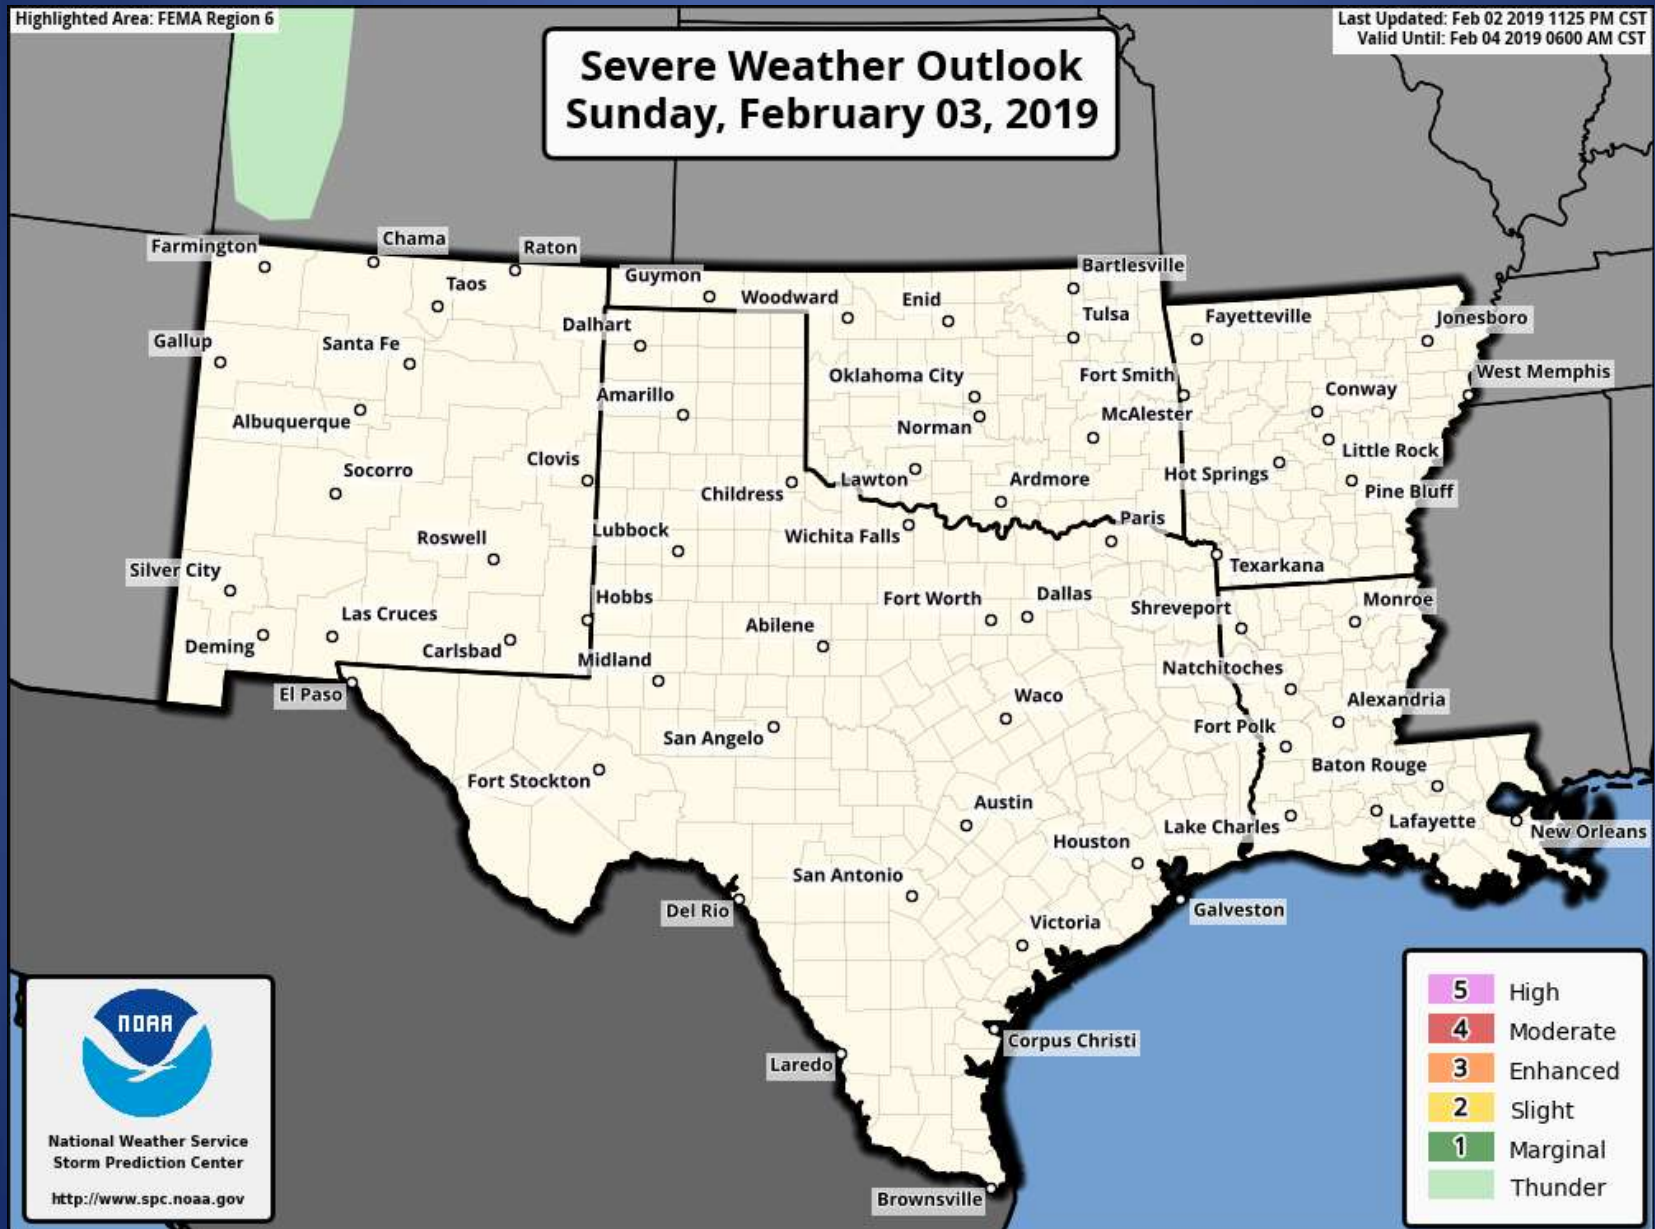 Highlighted Area: FEMA Region 6
Last Updated: Feb 02 2019 1125 PM CST
Valid Until: Feb 04 2019 0600 AM CST
Severe Weather Outlook
Sunday, February 03, 2019
Farmington
Chama
Raton
Taos
Guymon
Woodward
Enid
Bartlesville
Tulsa
Fayetteville
Jonesboro
Gallup
Santa Fe
Dalhart
Oklahoma City
Fort Smith
West Memphis
Conway
Albuquerque
Amarillo
Norman
McAlester
Little Rock
Socorro
Clovis
Childress
Lawton
Ardmore
Hot Springs
Pine Bluff
Roswell
Lubbock
Wichita Falls
Paris
Texarkana
Silver City
Las Cruces
Hobbs
Fort Worth
Dallas
Shreveport
Monroe
Deming
Carlsbad
Midland
Abilene
Natchitoches
El Paso
San Angelo
Waco
Fort Polk
Alexandria
Fort Stockton
Austin
Baton Rouge
Houston
Lake Charles
Lafayette
New Orleans
San Antonio
Del Rio
Victoria
Galveston
Corpus Christi
Laredo
Brownsville
NOAA
National Weather Service
Storm Prediction Center
http://www.spc.noaa.gov
5 High
4 Moderate
3 Enhanced
2 Slight
1 Marginal
Thunder